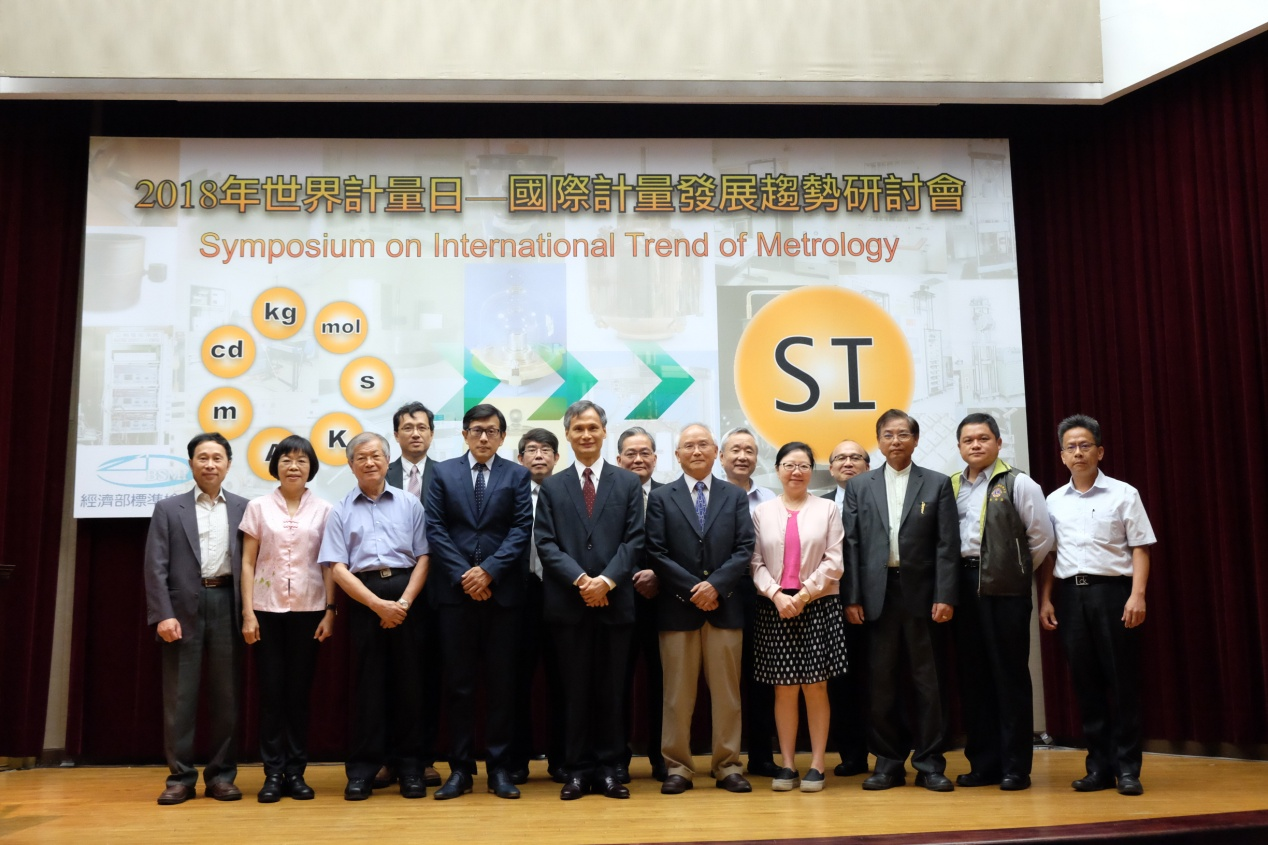 2018年世界計量日—國際計量發展趨勢研討會
Symposium on International Trend of Metrology
kg
mol
cd
s
m
K
A
SI
經濟部標準